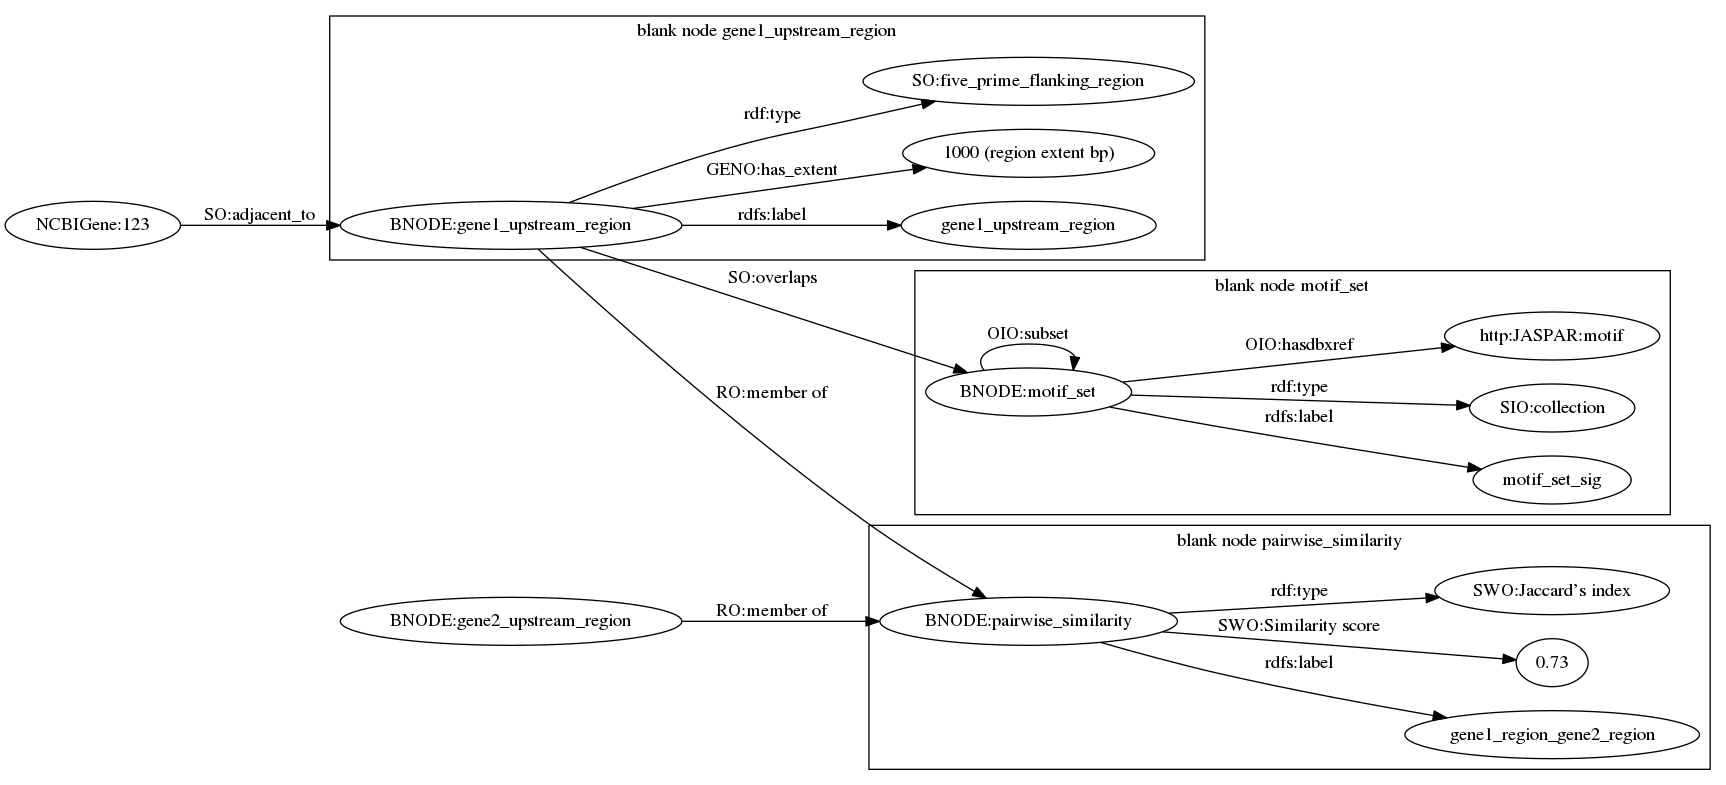 blank node gene1_upstream_region
SO:five_prime_flanking_region
rdf:type
1000 (region extent bp)
GENO:has_extent
NCBIGene:123
SO:adjacent_to
BNODE:gene1_upstream_region
rdfs:label
gene1_upstream_region
SO:overlaps
blank node motif_set
OIO:subset
http:JASPAR:motif
OIO:hasdbxref
BNODE:motif_set
rdf:type
SIO:collection
rdfs:label
motif_set_sig
RO:member of
blank node pairwise_similarity
rdf:type
SWO:Jaccard's index
BNODE:gene2_upstream_region
RO:member of
BNODE:pairwise_similarity
SWO:Similarity score
0.73
rdfs:label
gene1_region_gene2_region